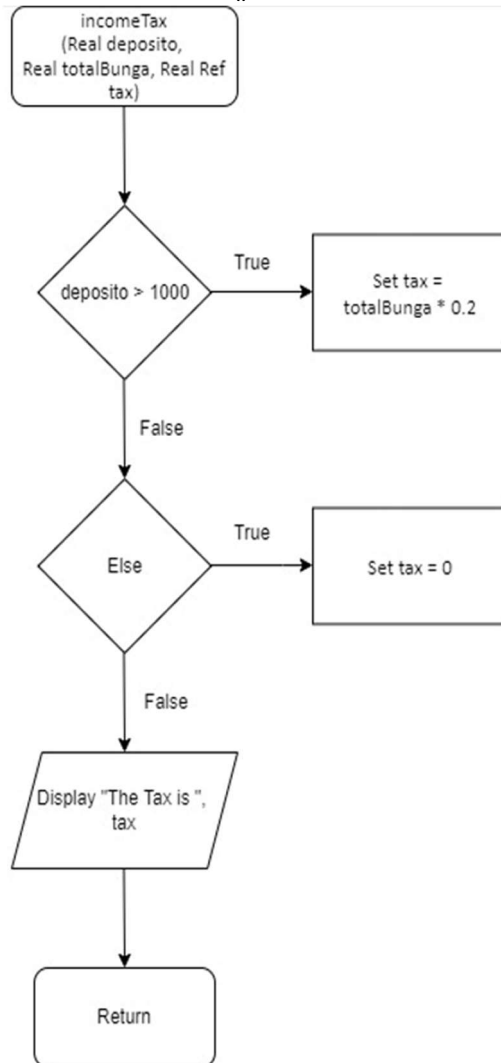 incomeTax
(Real deposito,
Real totalBunga, Real Ref
tax)
deposito > 1000
True
Set tax =
totalBunga * 0.2
False
Else
True
Set tax = 0
False
Display "The Tax is ",
tax
Return